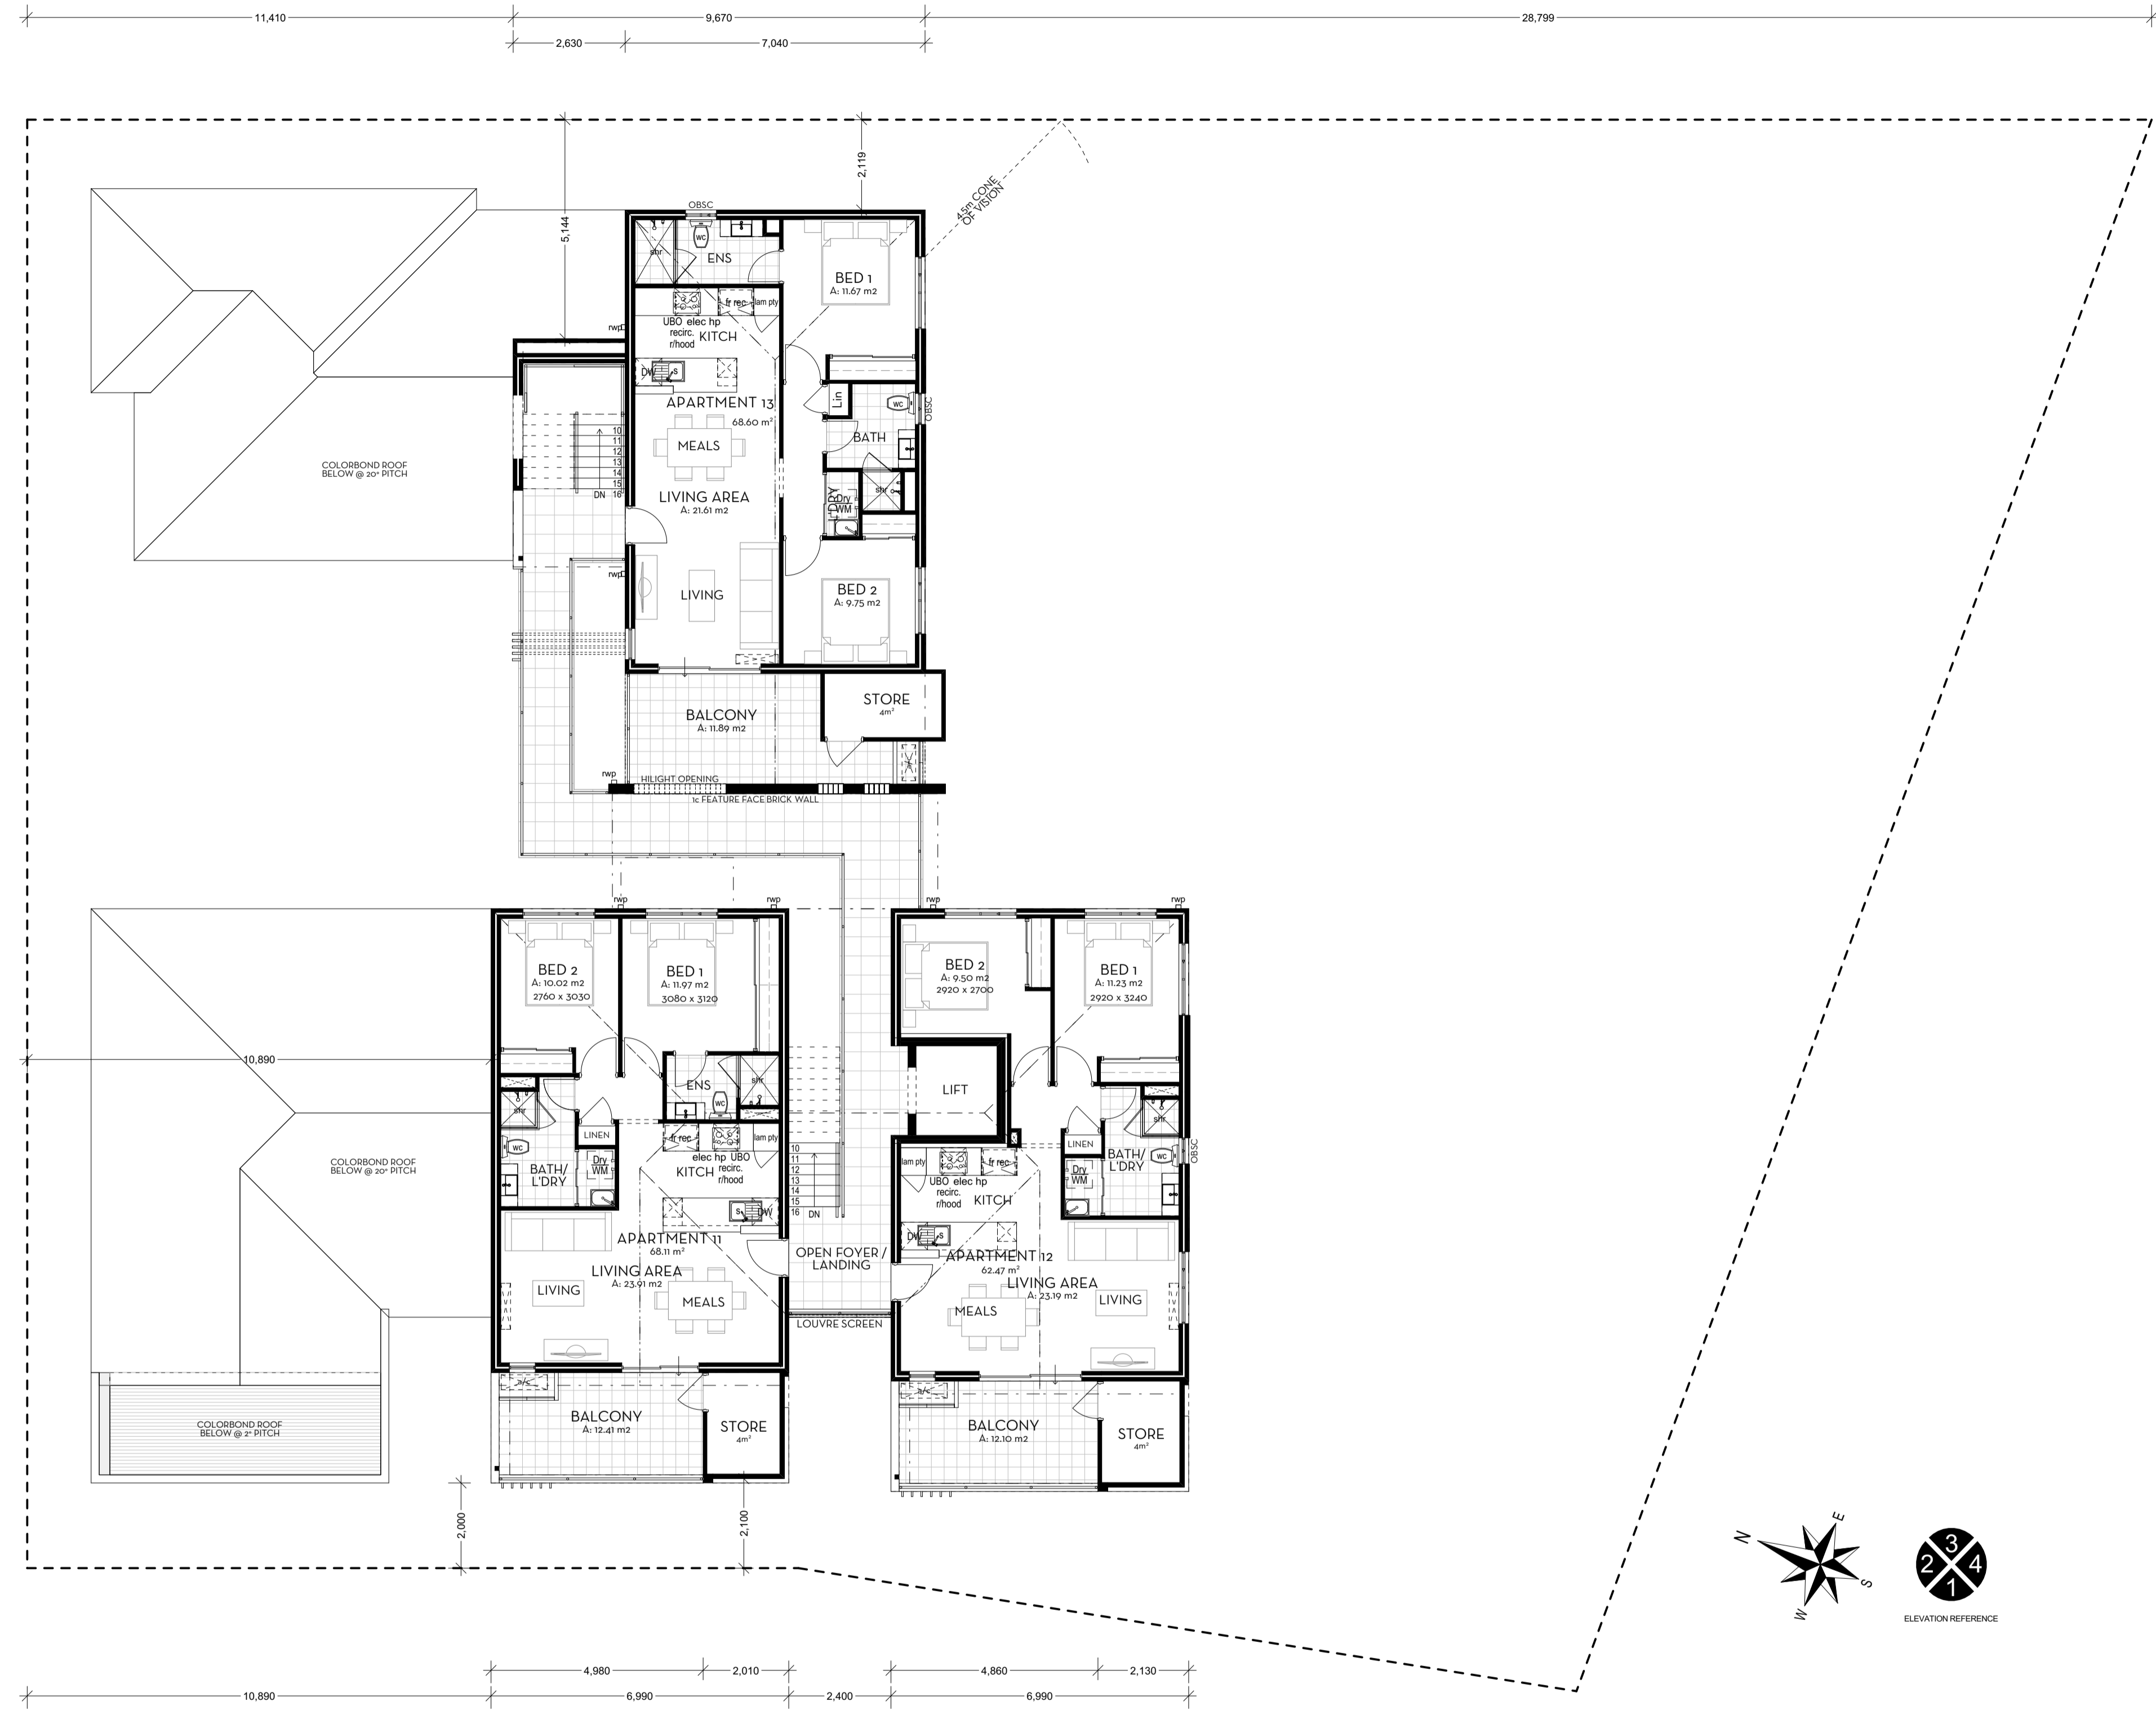 11,410
9,670
28,799
2,630
7,040
5,144
2,119
4.5m CONE
OF VISION
OBSC
shr
WC
ENS
BED 1
A: 11.67 m2
fr rec
lam pty
UBO elec hp
recirc.
r/hood
KITCH
rwp
DW
S
APARTMENT 13
68.60 m²
Lin
WC
OBSC
BATH
MEALS
COLORBOND ROOF
BELOW @ 20° PITCH
10
11
12
13
14
15
DN 16
LIVING AREA
A: 21.61 m2
L'DRY
Dry
WM
shr
rwp
LIVING
BED 2
A: 9.75 m2
BALCONY
A: 11.89 m2
STORE
4m²
a/c
rwp
HILIGHT OPENING
1c FEATURE FACE BRICK WALL
rwp
rwp
rwp
rwp
BED 2
A: 10.02 m2
2760 x 3030
BED 1
A: 11.97 m2
3080 x 3120
BED 2
A: 9.50 m2
2920 x 2700
BED 1
A: 11.23 m2
2920 x 3240
10,890
ENS
shr
WC
LIFT
shr
LINEN
WC
BATH/
L'DRY
Dry
WM
fr rec
lam pty
elec hp UBO
KITCH
recirc.
r/hood
10
11
12
13
14
15
16 DN
S
DW
lam pty
fr rec
UBO elec hp
recirc.
r/hood
KITCH
DW
S
LINEN
shr
BATH/
L'DRY
WC
OBSC
Dry
WM
COLORBOND ROOF
BELOW @ 20° PITCH
APARTMENT 11
68.11 m²
LIVING AREA
A: 23.91 m2
LIVING
MEALS
OPEN FOYER /
LANDING
LOUVRE SCREEN
APARTMENT 12
62.47 m²
LIVING AREA
A: 23.19 m2
MEALS
LIVING
a/c
BALCONY
A: 12.41 m2
STORE
4m²
a/c
BALCONY
A: 12.10 m2
STORE
4m²
COLORBOND ROOF
BELOW @ 2° PITCH
2,000
2,100
N
E
S
W
3
2
4
1
ELEVATION REFERENCE
4,980
2,010
4,860
2,130
10,890
6,990
2,400
6,990